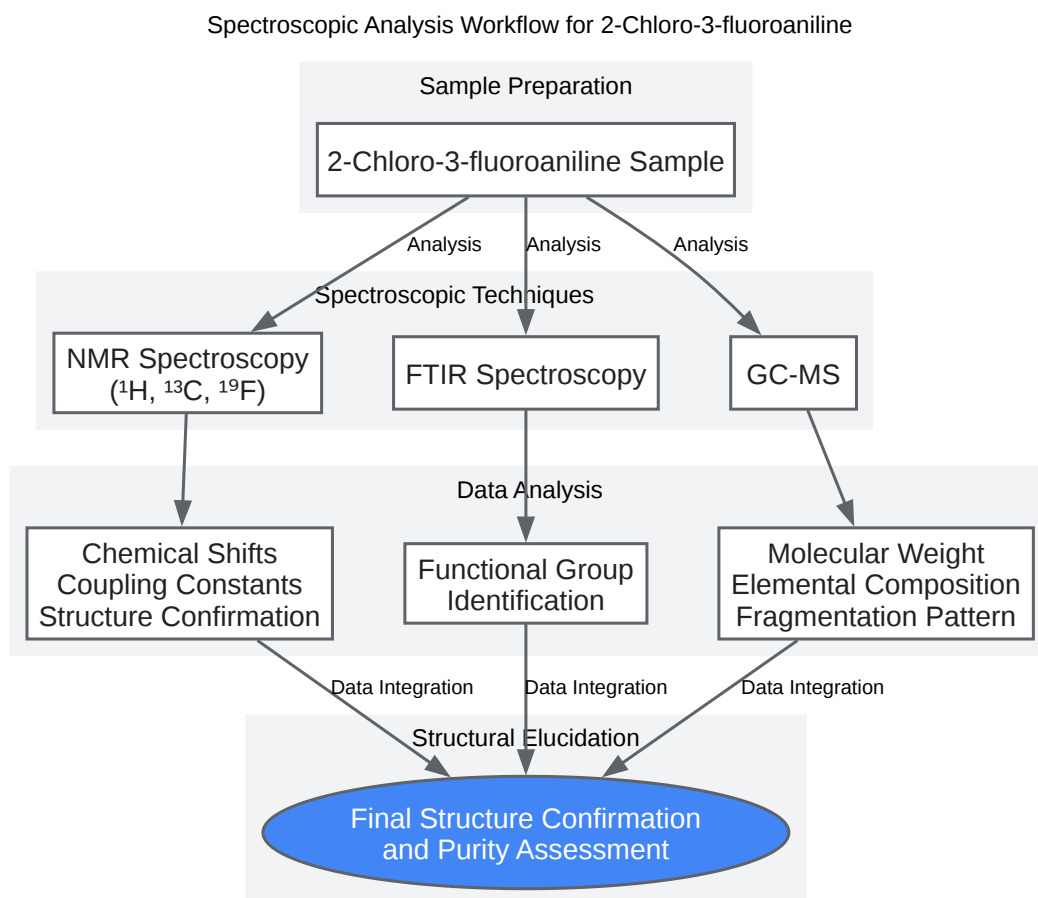 Spectroscopic Analysis Workflow for 2-Chloro-3-fluoroaniline
Sample Preparation
2-Chloro-3-fluoroaniline Sample
Analysis
Analysis
Analysis
Spectroscopic Techniques
NMR Spectroscopy
(¹H, ¹³C, ¹⁹F)
FTIR Spectroscopy
GC-MS
Data Analysis
Chemical Shifts
Coupling Constants
Structure Confirmation
Functional Group
Identification
Molecular Weight
Elemental Composition
Fragmentation Pattern
Data Integration
Data Integration
Data Integration
Structural Elucidation
Final Structure Confirmation
and Purity Assessment